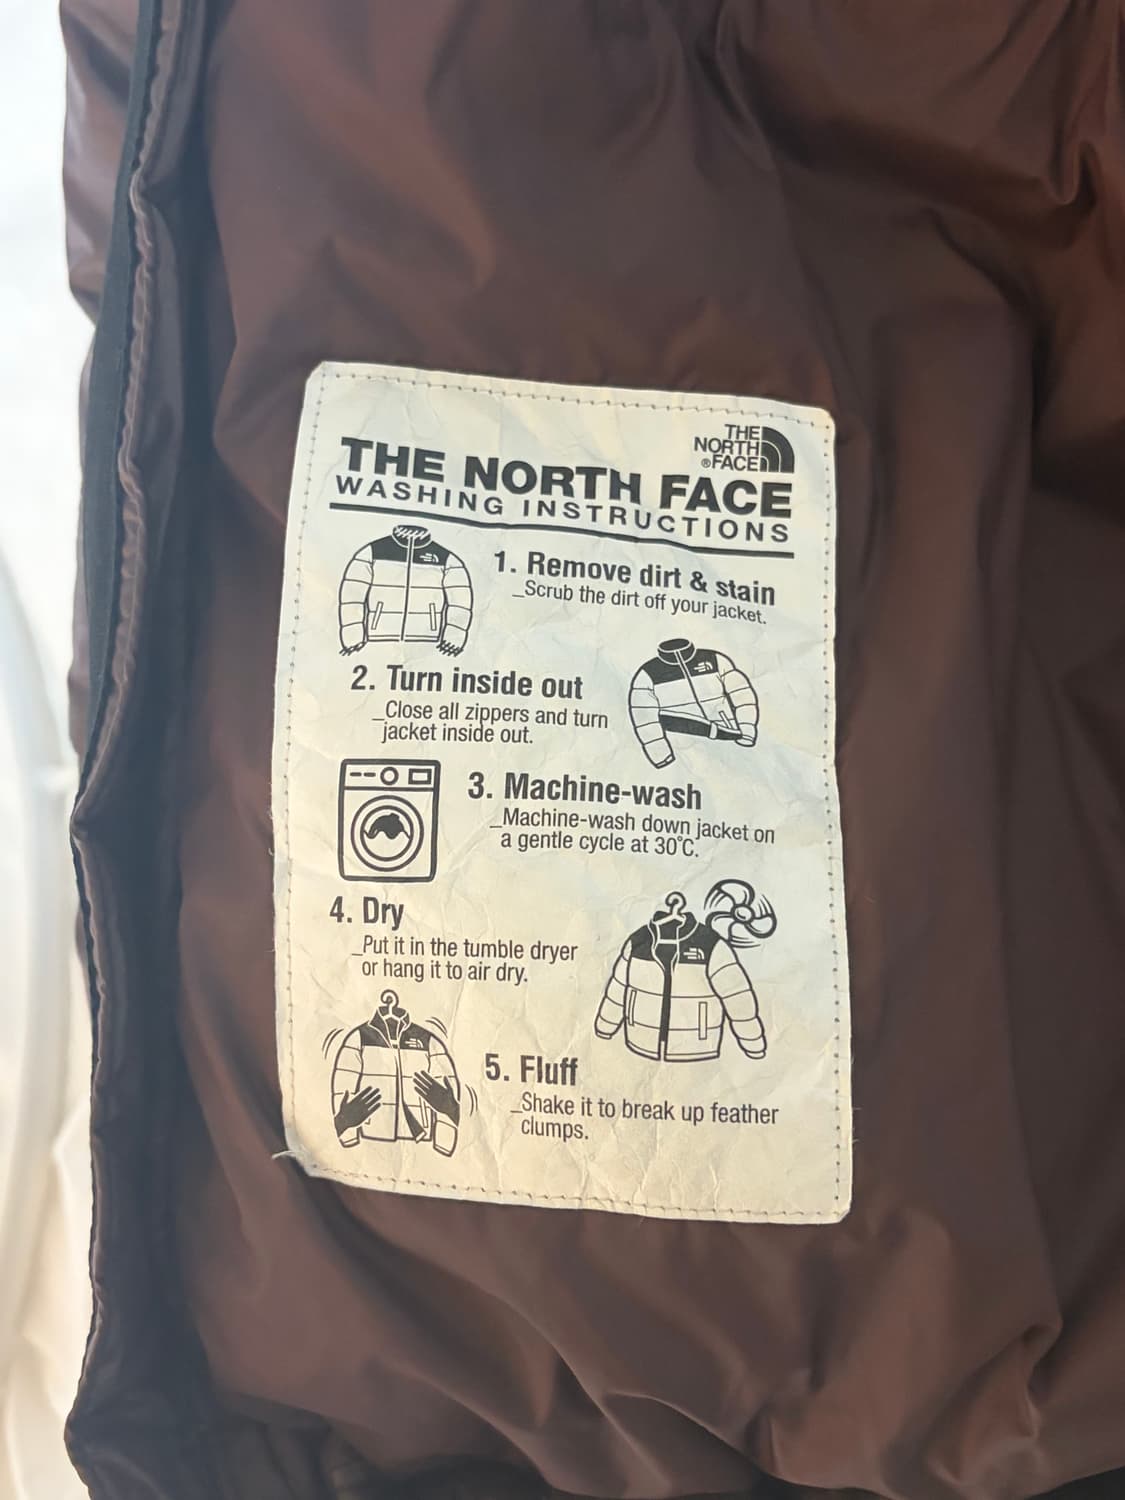 THE
NORTH
®FACE
THE NORTH FACE
WASHING INSTRUCTIONS
1. Remove dirt & stain
_Scrub the dirt off your jacket.
2. Turn inside out
_Close all zippers and turn
jacket inside out.
3. Machine-wash
_Machine-wash down jacket on
a gentle cycle at 30°C.
4. Dry
_Put it in the tumble dryer
or hang it to air dry.
5. Fluff
_Shake it to break up feather
clumps.